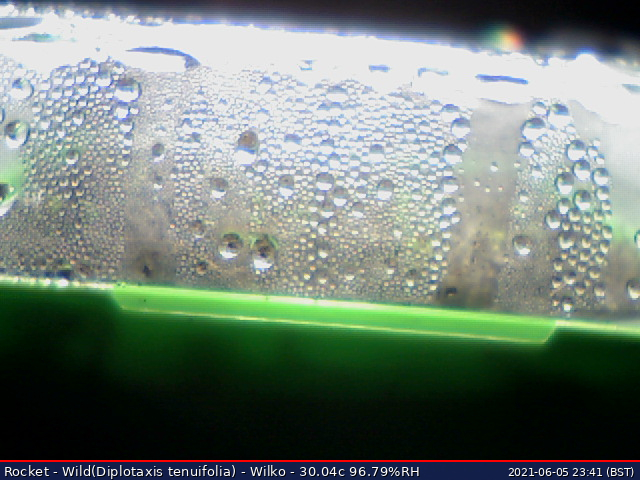 Rocket - Wild(Diplotaxis tenuifolia) - Wilko - 30.04c 96.79%RH
2021-06-05 23:41 (BST)